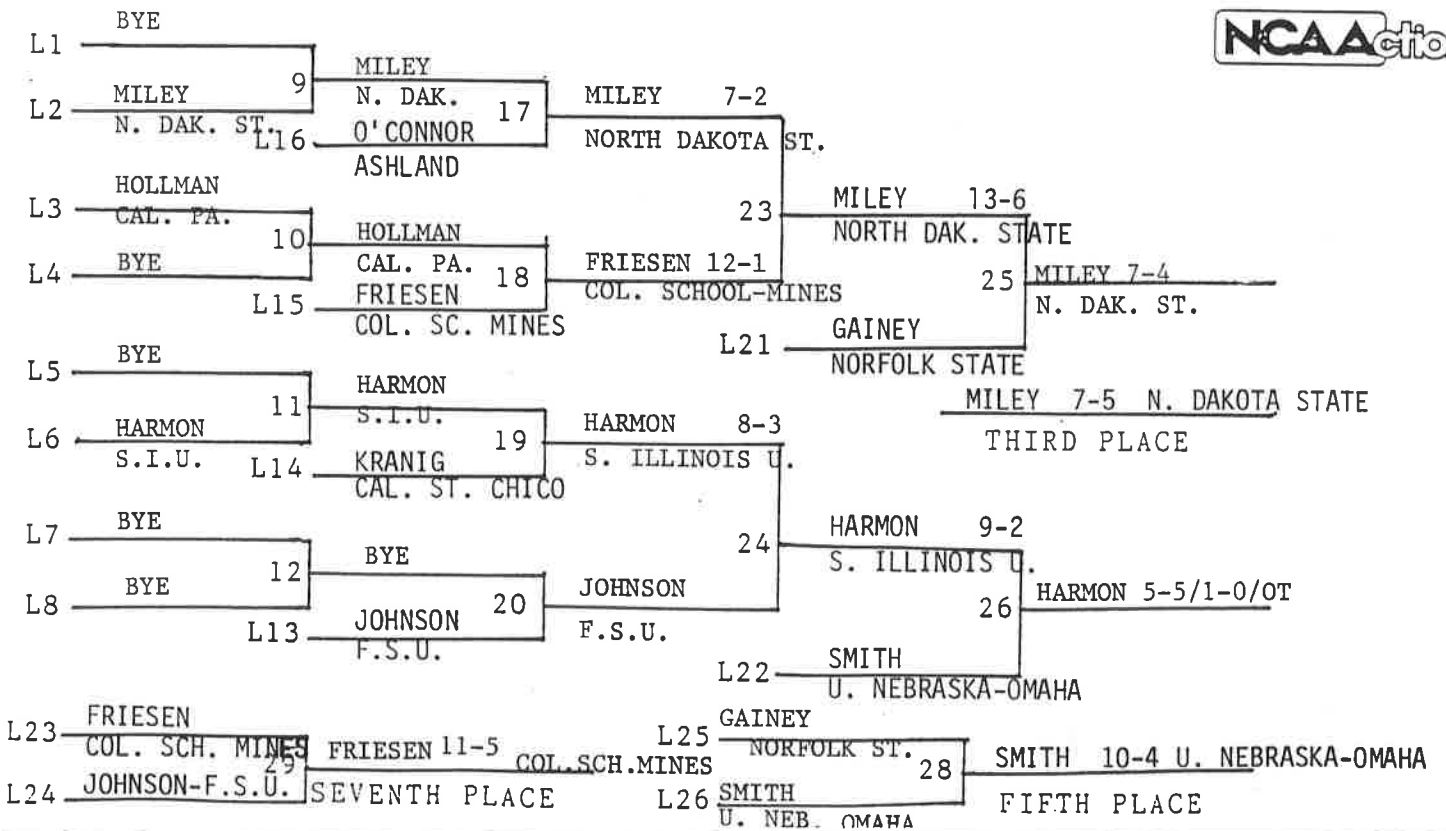 NCAActio
BYE
L1
9
MILEY
N. DAK.
L2
MILEY
N. DAK. ST.
17
MILEY 7-2
NORTH DAKOTA ST.
L16
O'CONNOR
ASHLAND
HOLLMAN
L3
CAL. PA.
10
HOLLMAN
CAL. PA.
L4
BYE
18
FRIESEN 12-1
COL. SCHOOL-MINES
L15
FRIESEN
COL. SC. MINES
23
MILEY 13-6
NORTH DAK. STATE
25
MILEY 7-4
N. DAK. ST.
L21
GAINEY
NORFOLK STATE
MILEY 7-5 N. DAKOTA STATE
THIRD PLACE
L5
BYE
11
HARMON
S.I.U.
L6
HARMON
S.I.U.
19
HARMON 8-3
S. ILLINOIS U.
L14
KRANIG
CAL. ST. CHICO
L7
BYE
12
BYE
L8
BYE
20
JOHNSON
F.S.U.
L13
JOHNSON
F.S.U.
24
HARMON 9-2
S. ILLINOIS U.
26
HARMON 5-5/1-0/OT
L22
SMITH
U. NEBRASKA-OMAHA
L23
FRIESEN
COL. SCH. MINES
29
FRIESEN 11-5 COL.SCH.MINES
L24
JOHNSON-F.S.U.
SEVENTH PLACE
L25
GAINEY
NORFOLK ST.
28
SMITH 10-4 U. NEBRASKA-OMAHA
L26
SMITH
U. NEB. OMAHA
FIFTH PLACE